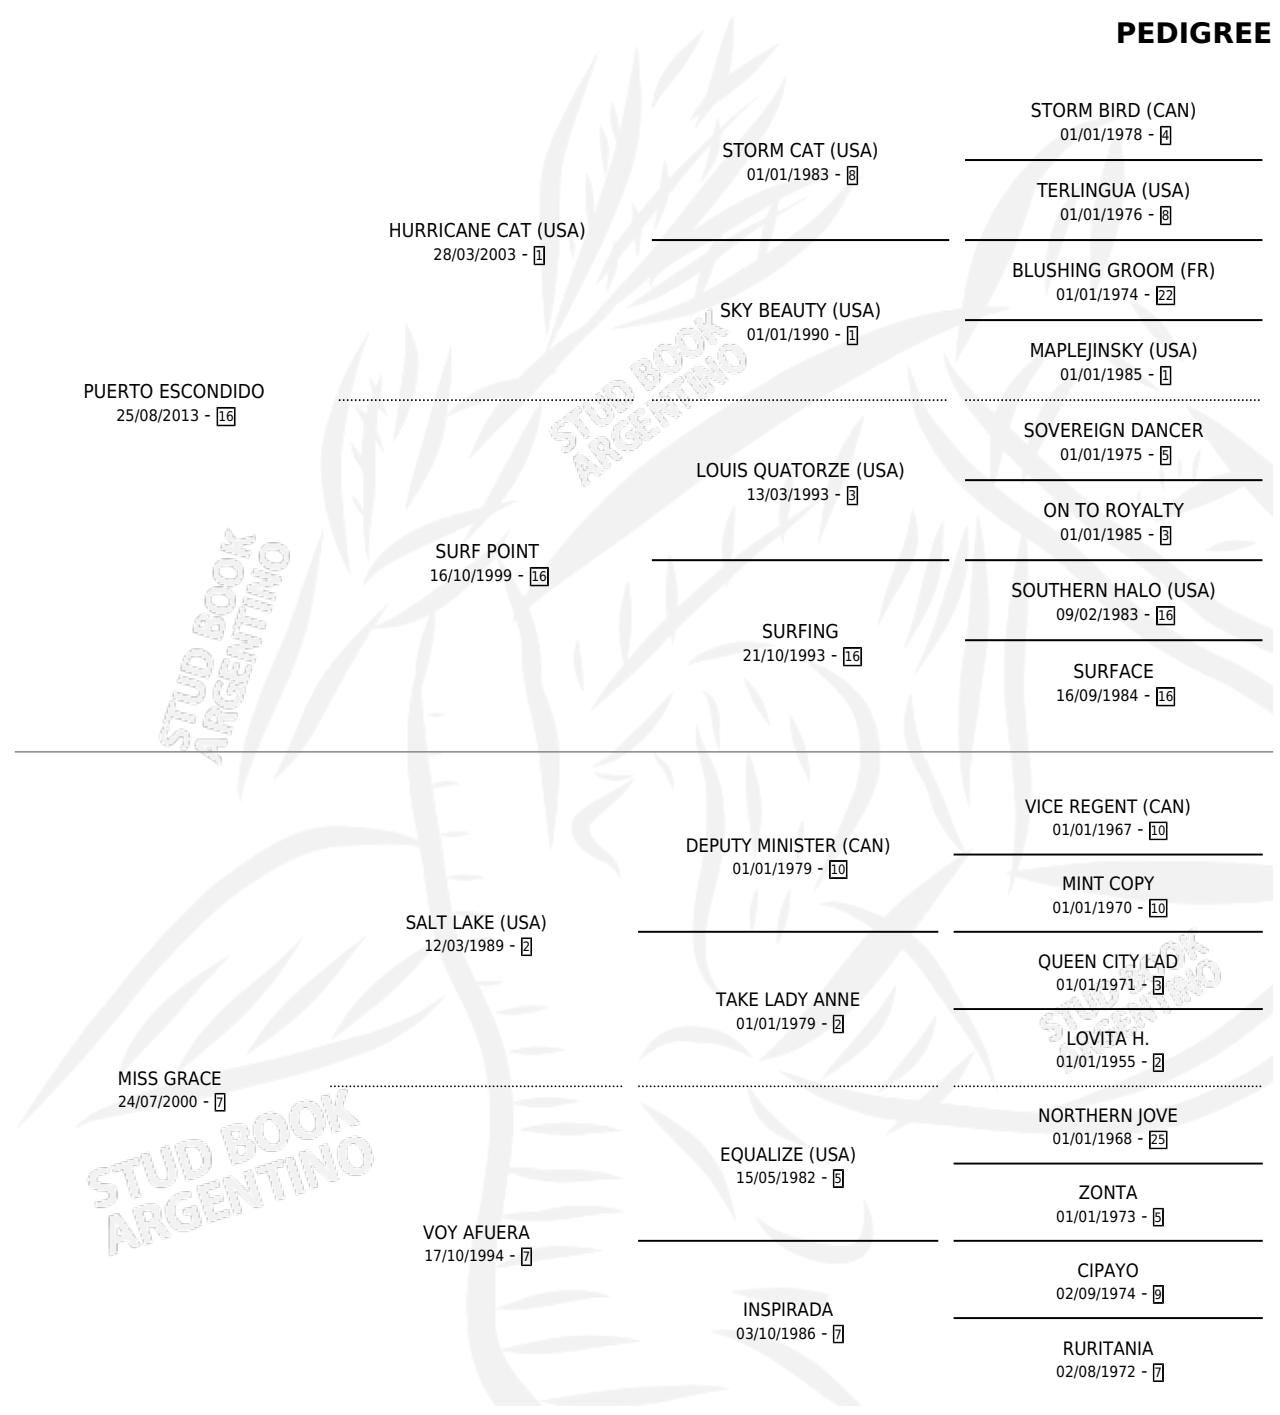 PEDIGREE
STORM BIRD (CAN)
01/01/1978 - 4
STORM CAT (USA)
01/01/1983 - 8
TERLINGUA (USA)
01/01/1976 - 8
HURRICANE CAT (USA)
28/03/2003 - 1
BLUSHING GROOM (FR)
01/01/1974 - 22
SKY BEAUTY (USA)
01/01/1990 - 1
MAPLEJINSKY (USA)
01/01/1985 - 1
PUERTO ESCONDIDO
25/08/2013 - 16
SOVEREIGN DANCER
01/01/1975 - 5
LOUIS QUATORZE (USA)
13/03/1993 - 3
ON TO ROYALTY
01/01/1985 - 3
SURF POINT
16/10/1999 - 16
SOUTHERN HALO (USA)
09/02/1983 - 16
SURFING
21/10/1993 - 16
SURFACE
16/09/1984 - 16
VICE REGENT (CAN)
01/01/1967 - 10
DEPUTY MINISTER (CAN)
01/01/1979 - 10
MINT COPY
01/01/1970 - 10
SALT LAKE (USA)
12/03/1989 - 2
QUEEN CITY LAD
01/01/1971 - 3
TAKE LADY ANNE
01/01/1979 - 2
LOVITA H.
01/01/1955 - 2
MISS GRACE
24/07/2000 - 7
NORTHERN JOVE
01/01/1968 - 25
EQUALIZE (USA)
15/05/1982 - 5
ZONTA
01/01/1973 - 5
VOY AFUERA
17/10/1994 - 7
CIPAYO
02/09/1974 - 9
INSPIRADA
03/10/1986 - 7
RURITANIA
02/08/1972 - 7
STUD BOOK
ARGENTINO
STUD BOOK
ARGENTINO
STUD BOOK
ARGENTINO
STUD BOOK
ARGENTINO